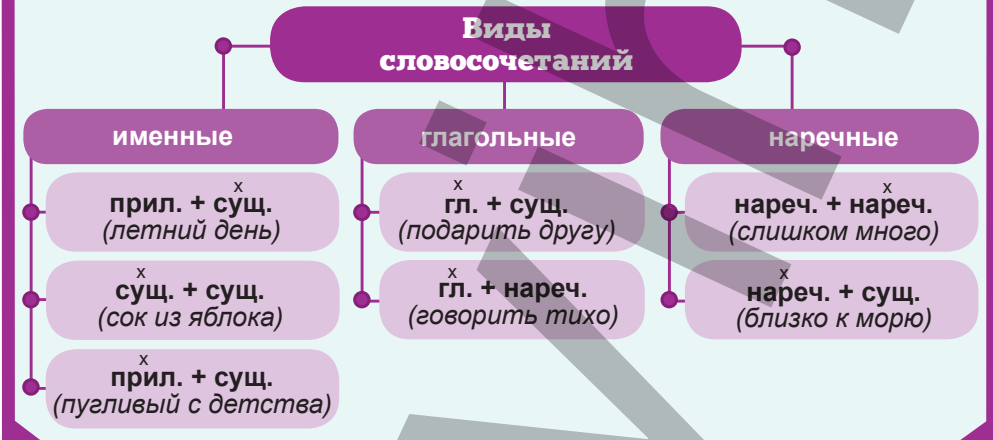 Виды
словосочетаний
именные
глагольные
наречные
х
прил. + сущ.
(летний день)
х
гл. + сущ.
(подарить другу)
х
нареч. + нареч.
(слишком много)
х
сущ. + сущ.
(сок из яблока)
х
гл. + нареч.
(говорить тихо)
х
нареч. + сущ.
(близко к морю)
х
прил. + сущ.
(пугливый с детства)